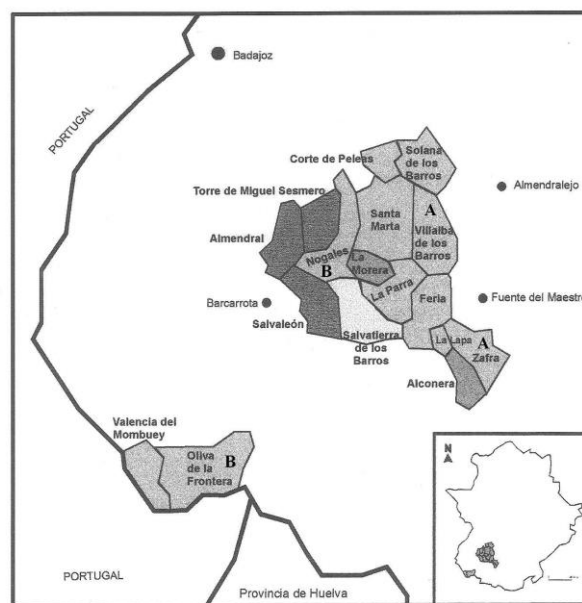 Badajoz
PORTUGAL
Solana
de los
Barros
Corte de Peleas
Almendralejo
Torre de Miguel Sesmero
Santa
Marta
A
Villalba
de los
Barros
Almendral
Nogales
B
La
Morera
La Parra
Feria
Barcarrota
Fuente del Maestre
Salvaleón
Salvatierra
de los
Barros
La Lapa
A
Zafra
Alconera
Valencia del
Mombuey
Oliva
de la
Frontera
B
N
PORTUGAL
Provincia de Huelva